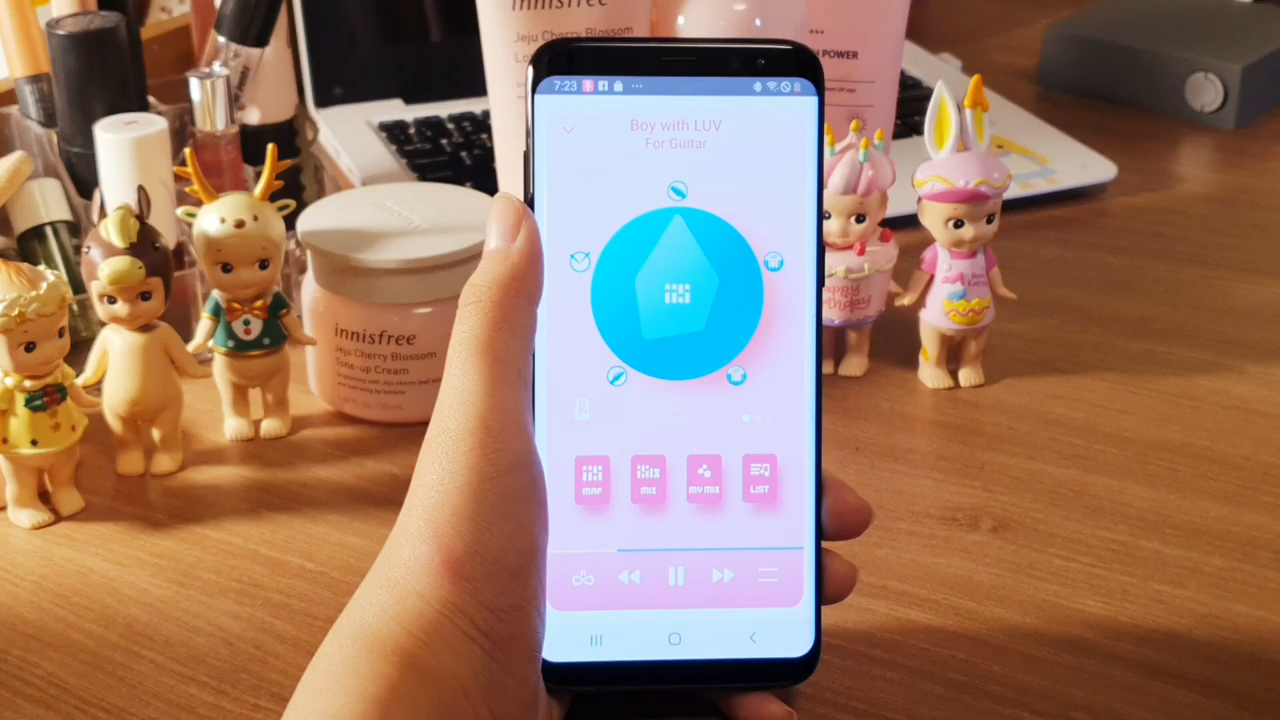 innisfree
Jeju Cherry Blossom
POWER
7:23
Boy with LUV
For Guitar
innisfree
Jeju Cherry Blossom
Tone-up Cream
MIX
MY MIX
LIST